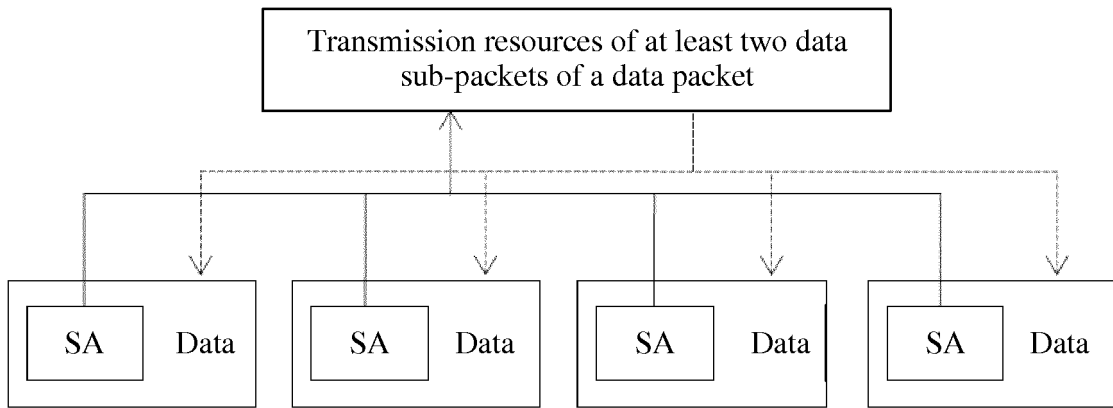 Transmission resources of at least two data
sub-packets of a data packet
SA Data SA Data SA Data SA Data